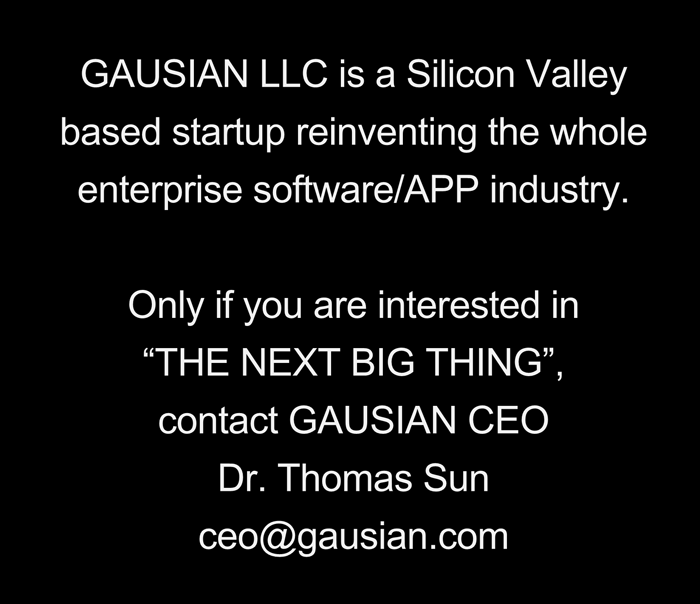 GAUSIAN LLC is a Silicon Valley
based startup reinventing the whole
enterprise software/APP industry.
Only if you are interested in
“THE NEXT BIG THING”,
contact GAUSIAN CEO
Dr. Thomas Sun
ceo@gausian.com